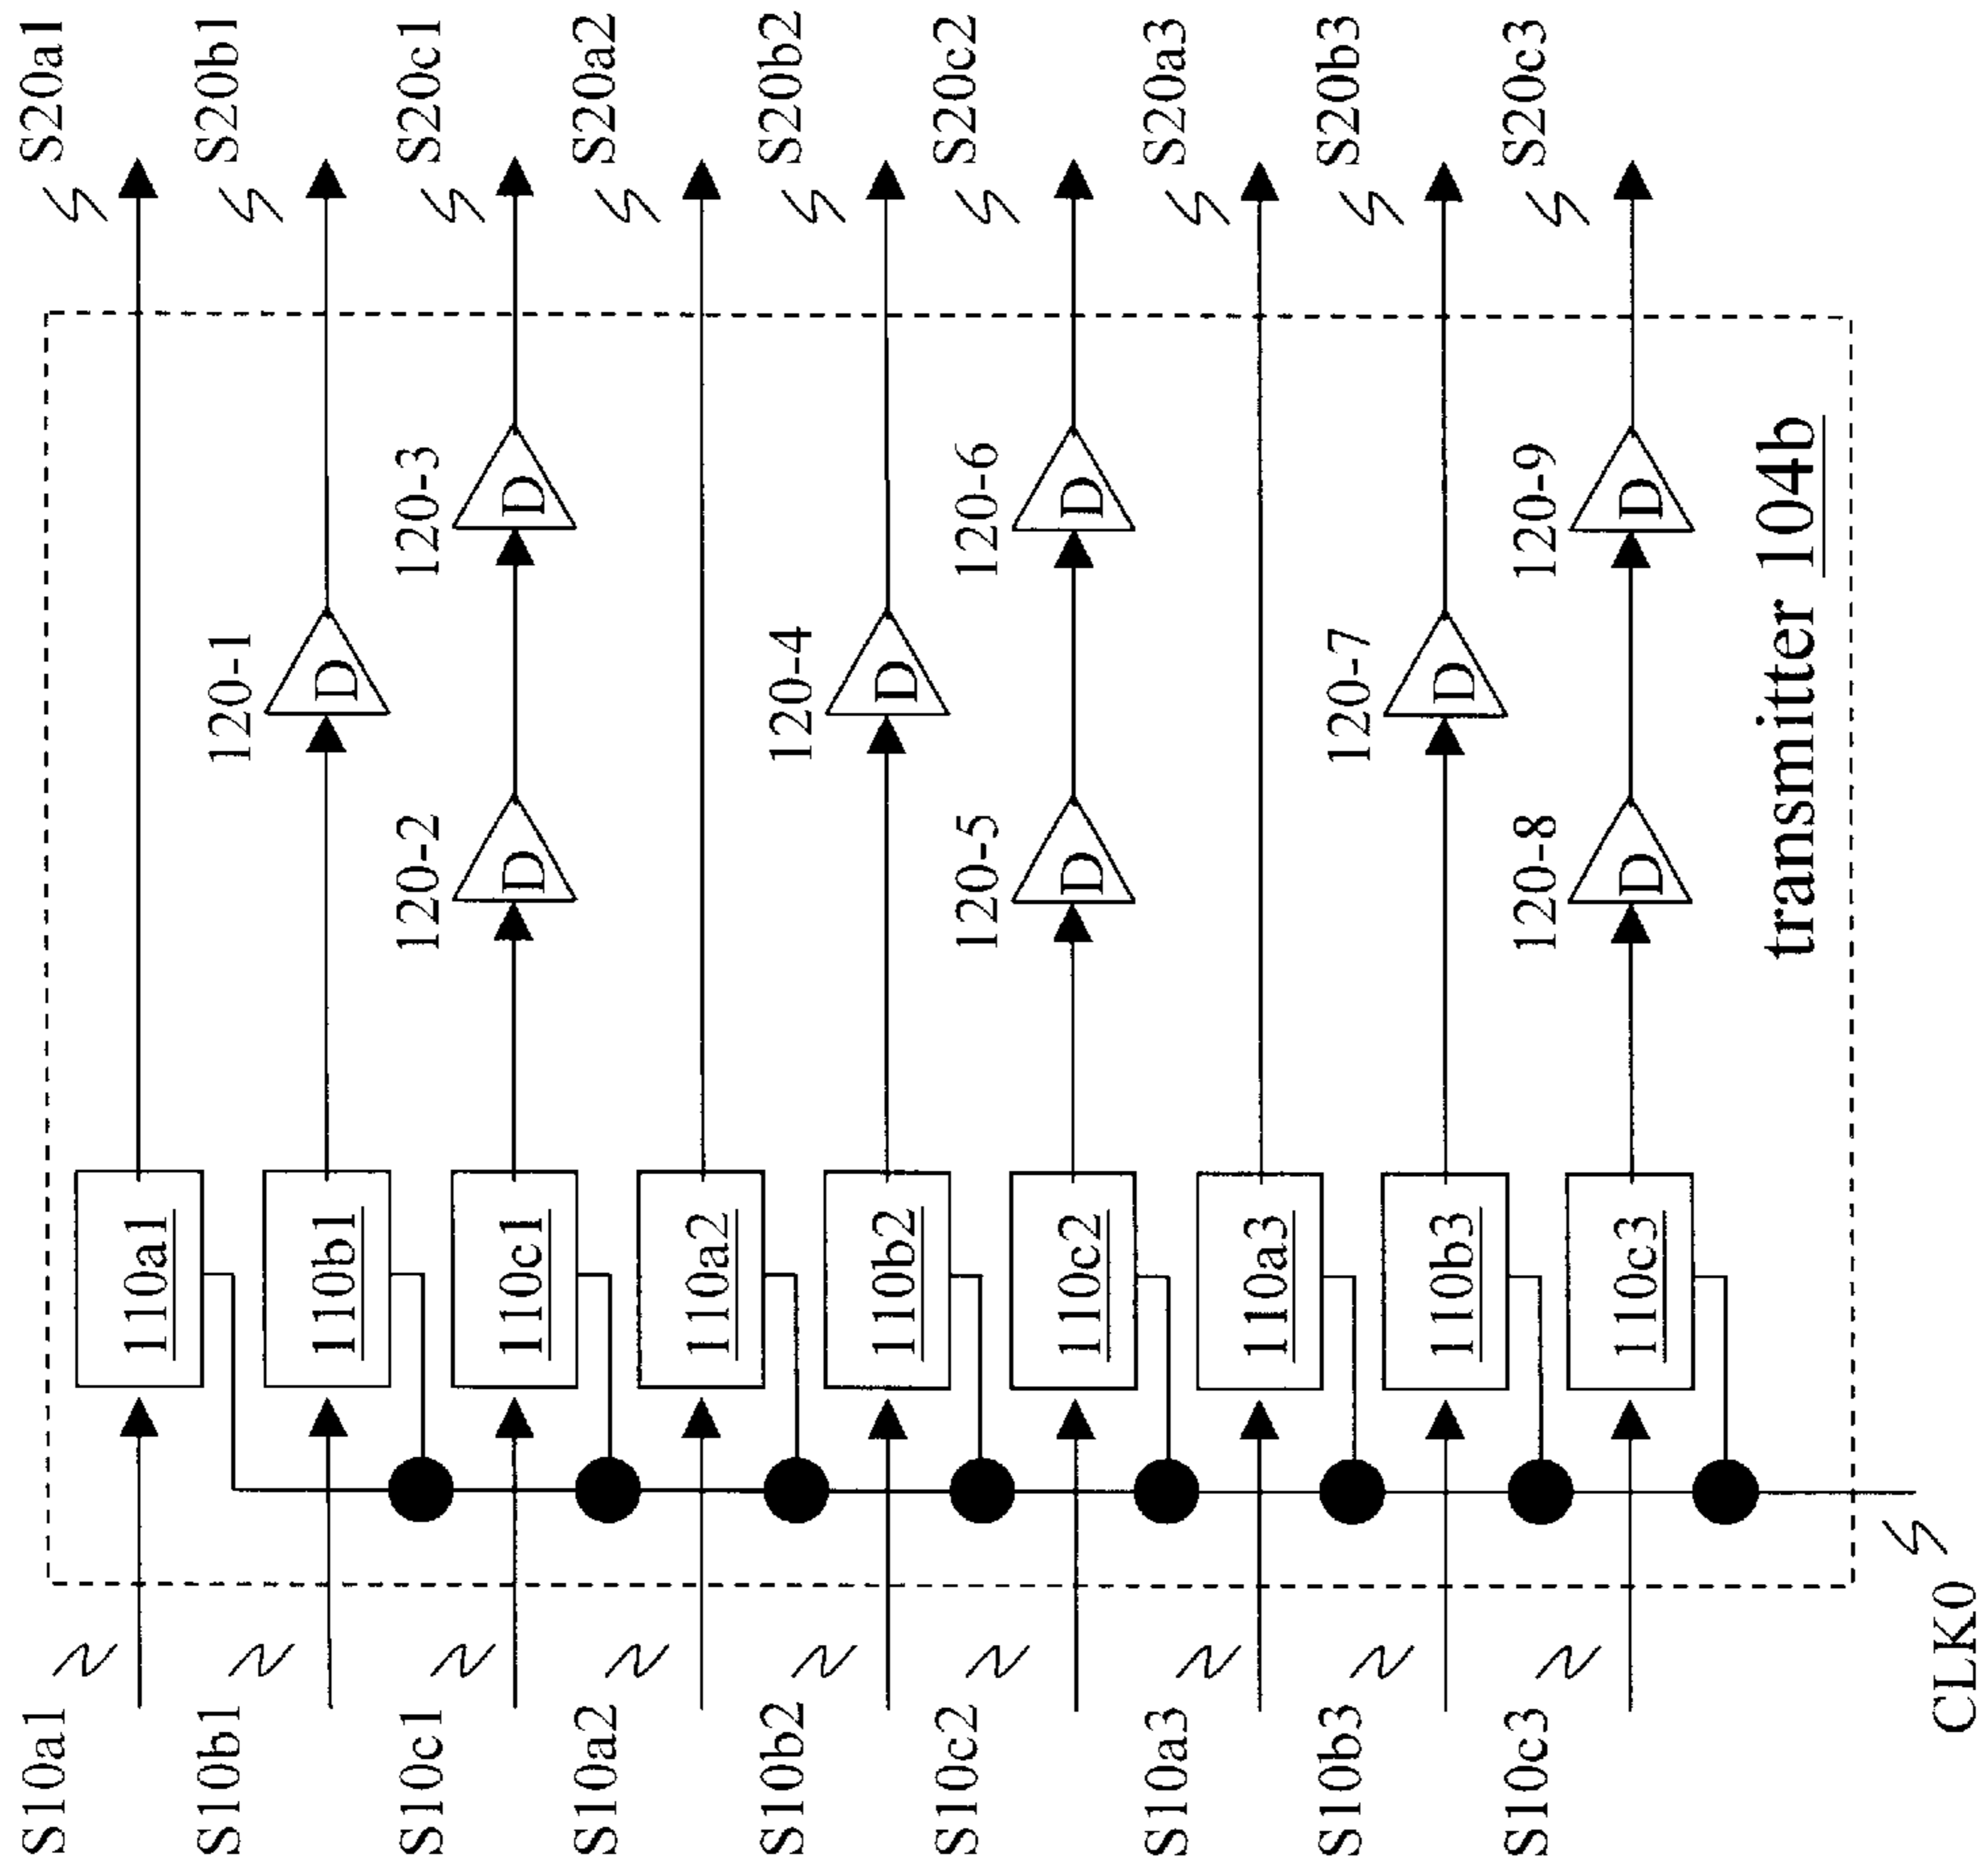 S10a1
110a1
S20a1
S10b1
110b1
120-1
D
S20b1
S10c1
110c1
120-2
D
120-3
D
S20c1
S10a2
110a2
S20a2
S10b2
110b2
120-4
D
S20b2
S10c2
110c2
120-5
D
120-6
D
S20c2
S10a3
110a3
S20a3
S10b3
110b3
120-7
D
S20b3
S10c3
110c3
120-8
D
120-9
D
S20c3
transmitter 104b
CLK0